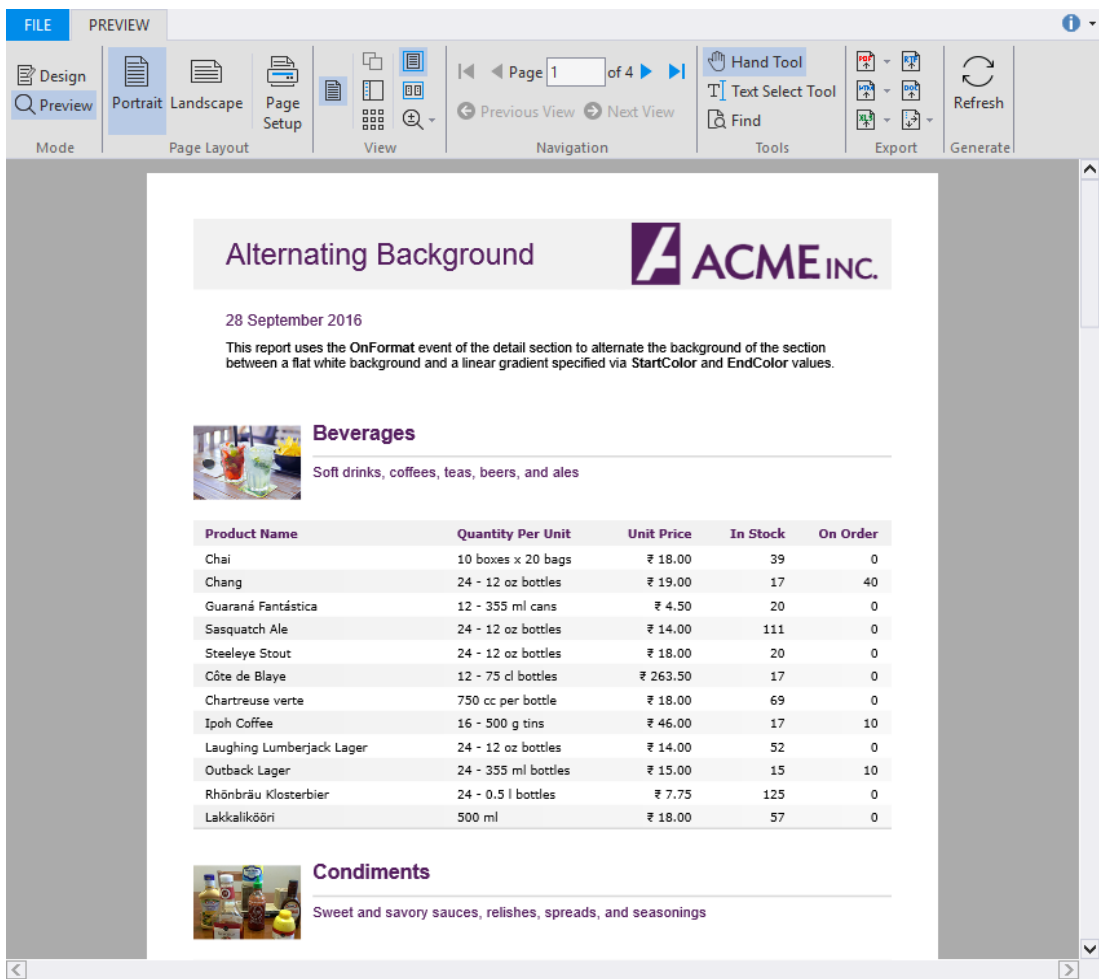 FILE PREVIEW
Design
Preview
Mode
Portrait Landscape Page Setup
Page Layout
View
Page 1 of 4
Previous View Next View
Navigation
Hand Tool
Text Select Tool
Find
Tools
Export
Refresh
Generate
Alternating Background
ACME INC.
28 September 2016
This report uses the OnFormat event of the detail section to alternate the background of the section
between a flat white background and a linear gradient specified via StartColor and EndColor values.
Beverages
Soft drinks, coffees, teas, beers, and ales
Product Name Quantity Per Unit Unit Price In Stock On Order
Chai 10 boxes x 20 bags ₹ 18.00 39 0
Chang 24 - 12 oz bottles ₹ 19.00 17 40
Guaraná Fantástica 12 - 355 ml cans ₹ 4.50 20 0
Sasquatch Ale 24 - 12 oz bottles ₹ 14.00 111 0
Steeleye Stout 24 - 12 oz bottles ₹ 18.00 20 0
Côte de Blaye 12 - 75 cl bottles ₹ 263.50 17 0
Chartreuse verte 750 cc per bottle ₹ 18.00 69 0
Ipoh Coffee 16 - 500 g tins ₹ 46.00 17 10
Laughing Lumberjack Lager 24 - 12 oz bottles ₹ 14.00 52 0
Outback Lager 24 - 355 ml bottles ₹ 15.00 15 10
Rhönbräu Klosterbier 24 - 0.5 l bottles ₹ 7.75 125 0
Lakkalikööri 500 ml ₹ 18.00 57 0
Condiments
Sweet and savory sauces, relishes, spreads, and seasonings